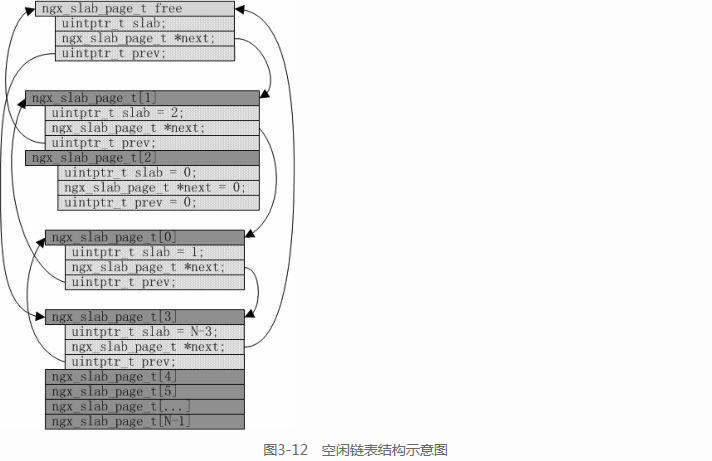 ngx_slab_page_t free
uintptr_t slab;
ngx_slab_page_t *next;
uintptr_t prev;
ngx_slab_page_t[1]
uintptr_t slab = 2;
ngx_slab_page_t *next;
uintptr_t prev;
ngx_slab_page_t[2]
uintptr_t slab = 0;
ngx_slab_page_t *next = 0;
uintptr_t prev = 0;
ngx_slab_page_t[0]
uintptr_t slab = 1;
ngx_slab_page_t *next;
uintptr_t prev;
ngx_slab_page_t[3]
uintptr_t slab = N-3;
ngx_slab_page_t *next;
uintptr_t prev;
ngx_slab_page_t[4]
ngx_slab_page_t[5]
ngx_slab_page_t[...]
ngx_slab_page_t[N-1]
图3-12 空闲链表结构示意图